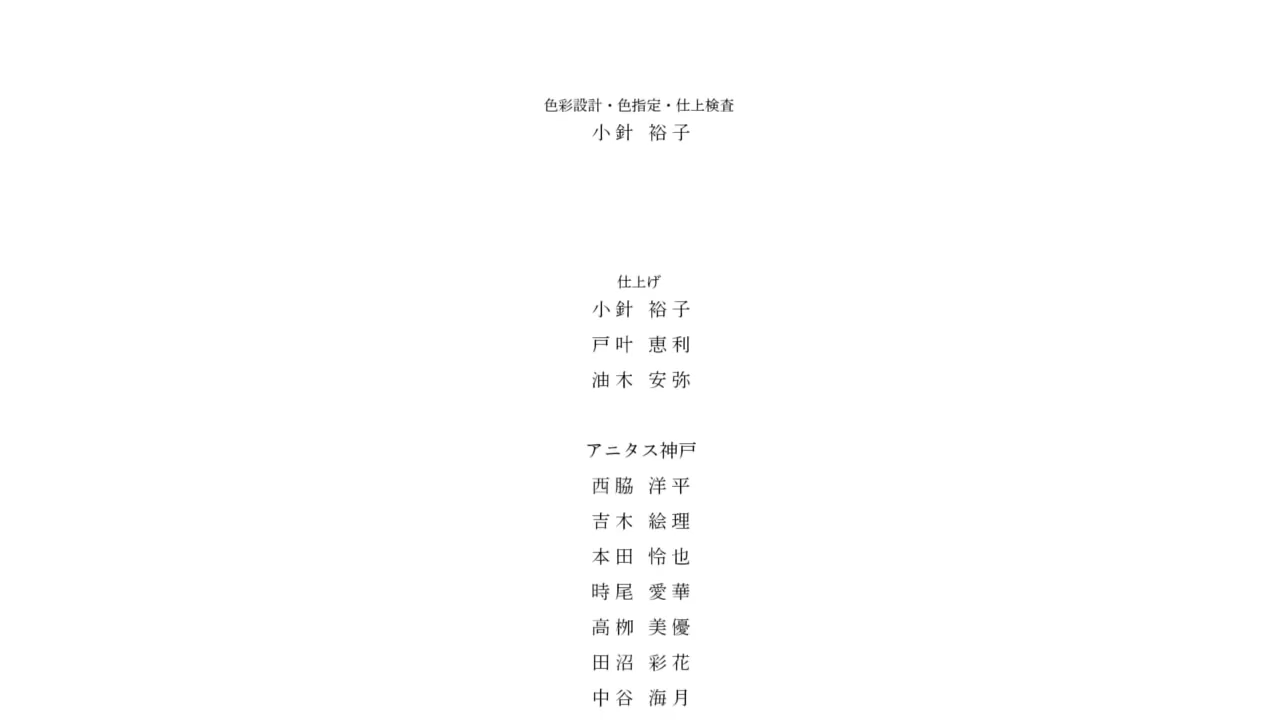 色彩設計・色指定・仕上検査
小針 裕子
仕上げ
小針 裕子
戸叶 恵利
油木 安弥
アニタス神戸
西脇 洋平
吉木 絵理
本田 怜也
時尾 愛華
高栁 美優
田沼 彩花
中谷 海月